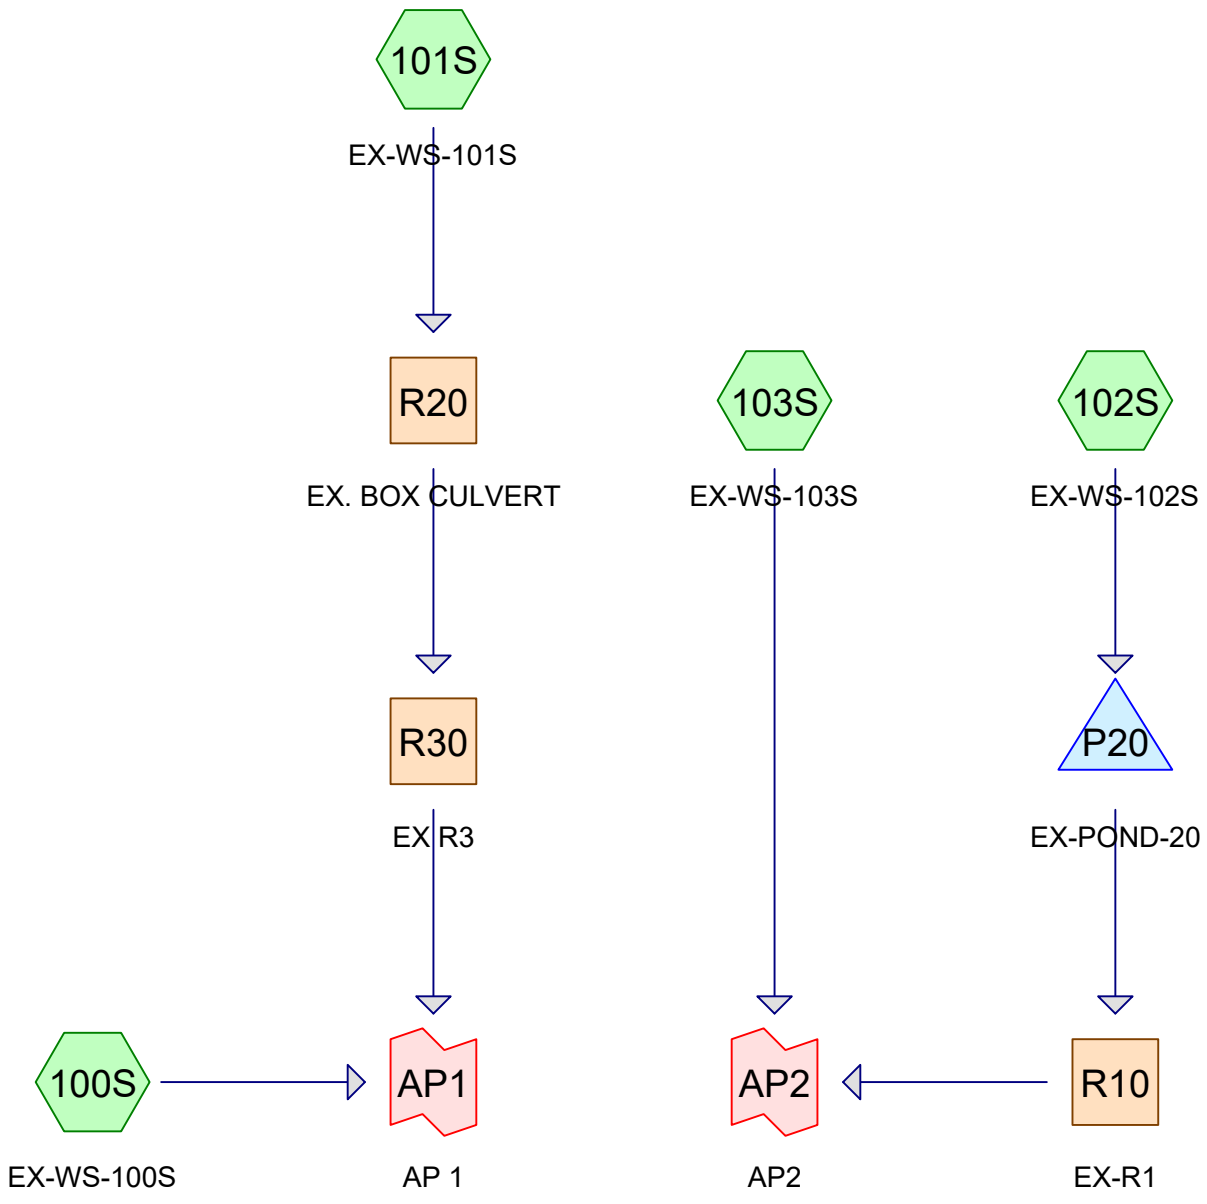 101S
EX-WS-101S
R20
103S
102S
EX. BOX CULVERT
EX-WS-103S
EX-WS-102S
R30
P20
EX R3
EX-POND-20
100S
AP1
AP2
R10
EX-WS-100S
AP 1
AP2
EX-R1